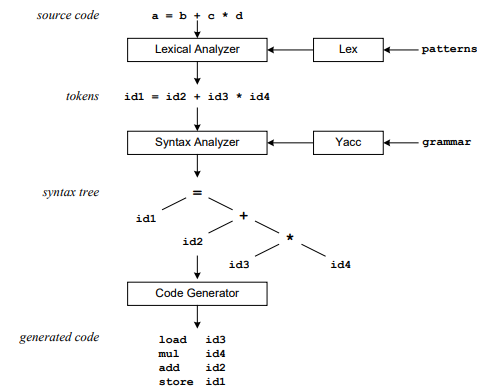 source code a = b + c * d
Lexical Analyzer Lex patterns
tokens id1 = id2 + id3 * id4
Syntax Analyzer Yacc grammar
syntax tree =
id1 +
id2 *
id3 id4
Code Generator
generated code load id3
mul id4
add id2
store id1